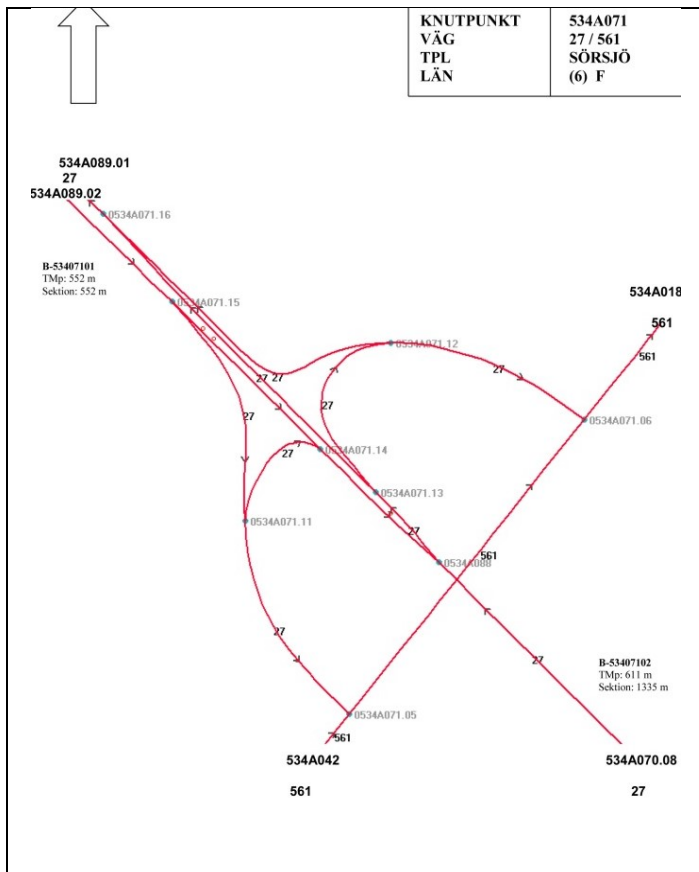 KNUTPUNKT 534A071
VÄG 27 / 561
TPL SÖRSJÖ
LÄN (6) F
534A089.01
27
534A089.02
0534A071.16
B-53407101
TMp: 552 m
Sektion: 552 m
534A018
0534A071.15
561
0534A071.12
561
27
27 27
27
27
0534A071.06
27
0534A071.14
27
0534A071.13
0534A071.11
27
561
0534A088
27
27
B-53407102
TMp: 611 m
Sektion: 1335 m
0534A071.05
561
534A042
534A070.08
561
27